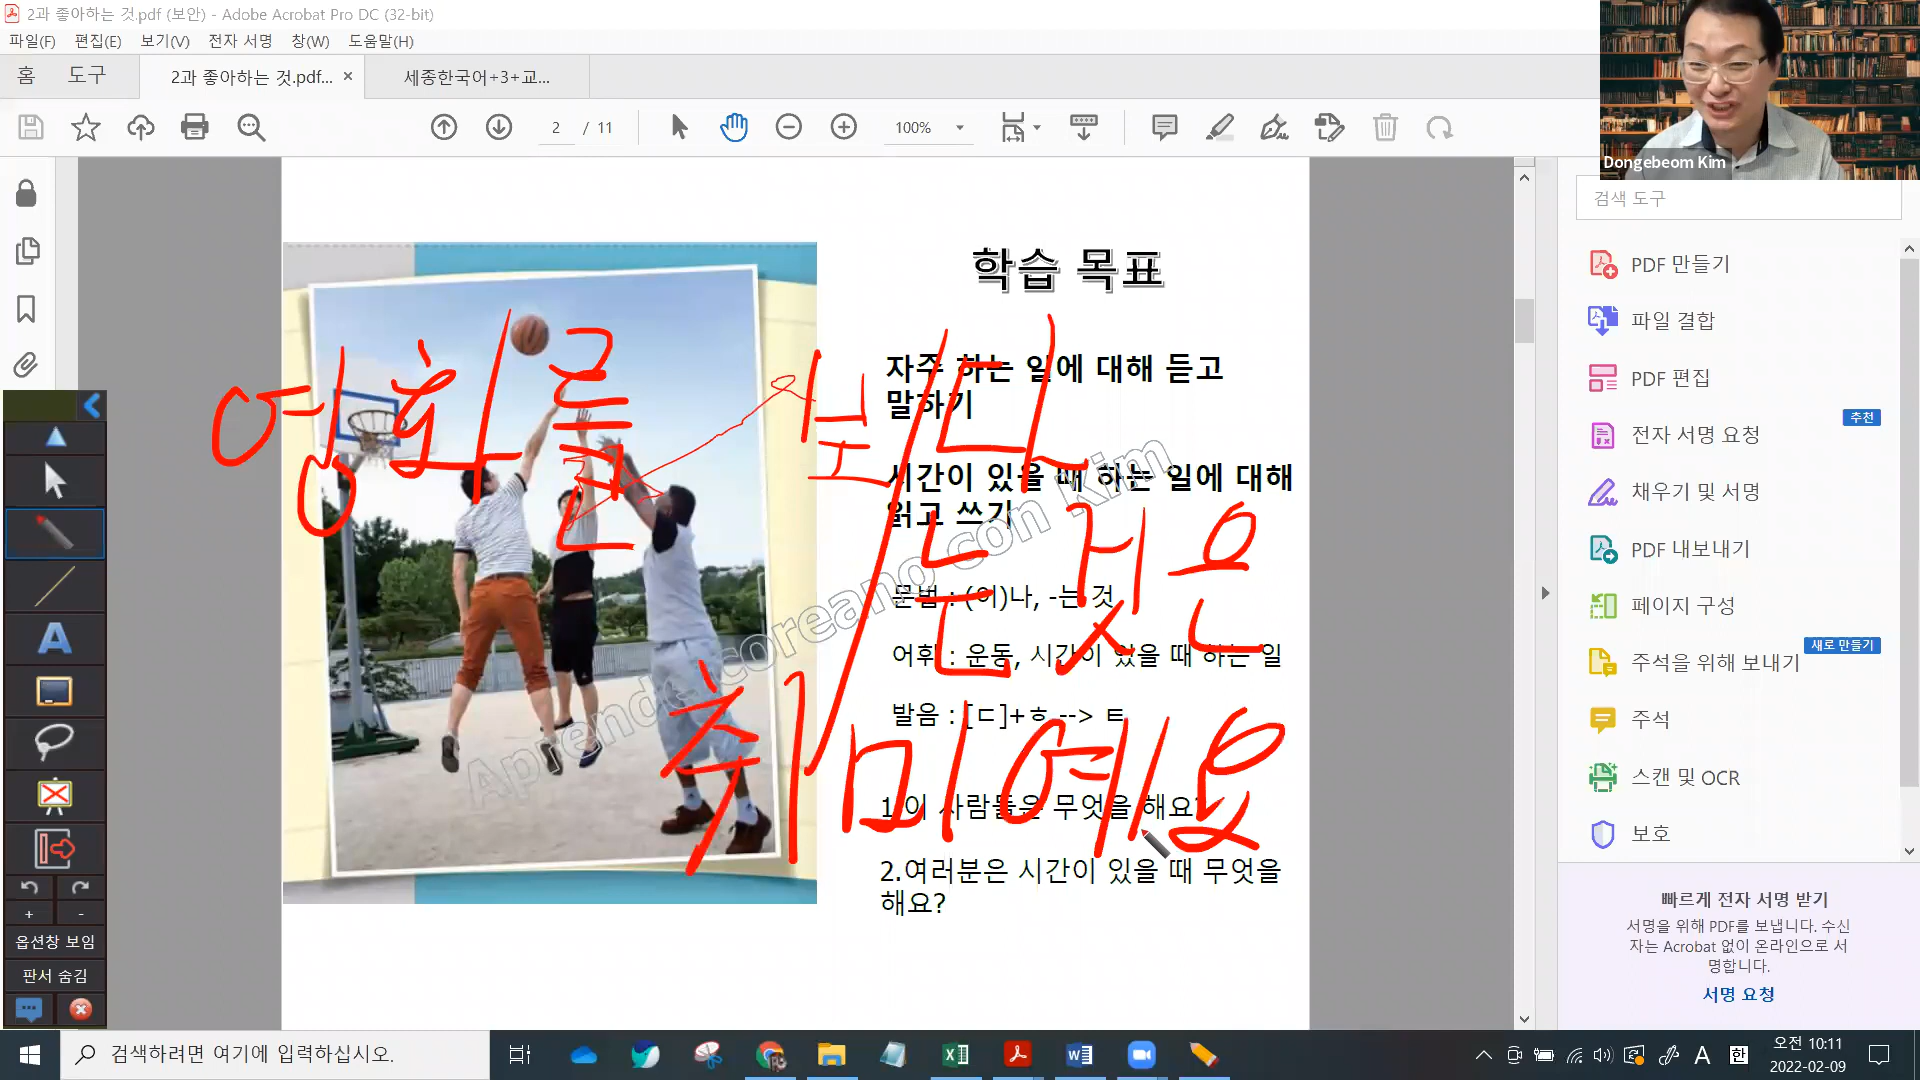 2과 좋아하는 것.pdf (보안) - Adobe Acrobat Pro DC (32-bit)
파일(F) 편집(E) 보기(V) 전자 서명 창(W) 도움말(H)
홈 도구 2과 좋아하는 것.pdf... × 세종한국어+3+교...
2 / 11 100%
Dongebeom Kim
검색 도구
PDF 만들기
파일 결합
PDF 편집
추천
전자 서명 요청
채우기 및 서명
PDF 내보내기
페이지 구성
새로 만들기
주석을 위해 보내기
주석
스캔 및 OCR
보호
빠르게 전자 서명 받기
서명을 위해 PDF를 보냅니다. 수신
자는 Acrobat 없이 온라인으로 서
명합니다.
서명 요청
학습 목표
자주 하는 일에 대해 듣고
말하기
시간이 있을 때 하는 일에 대해
읽고 쓰기
문법 : (이)나, -는 것
어휘 : 운동, 시간이 있을 때 하는 일
발음 : [ㄷ]+ㅎ --> ㅌ
1.이 사람들은 무엇을 해요?
2.여러분은 시간이 있을 때 무엇을
해요?
Aprende coreano con Kim
영화를 보다
는 것은
취미예요
A
+ -
옵션창 보임
판서 숨김
검색하려면 여기에 입력하십시오.
A 한
오전 10:11
2022-02-09